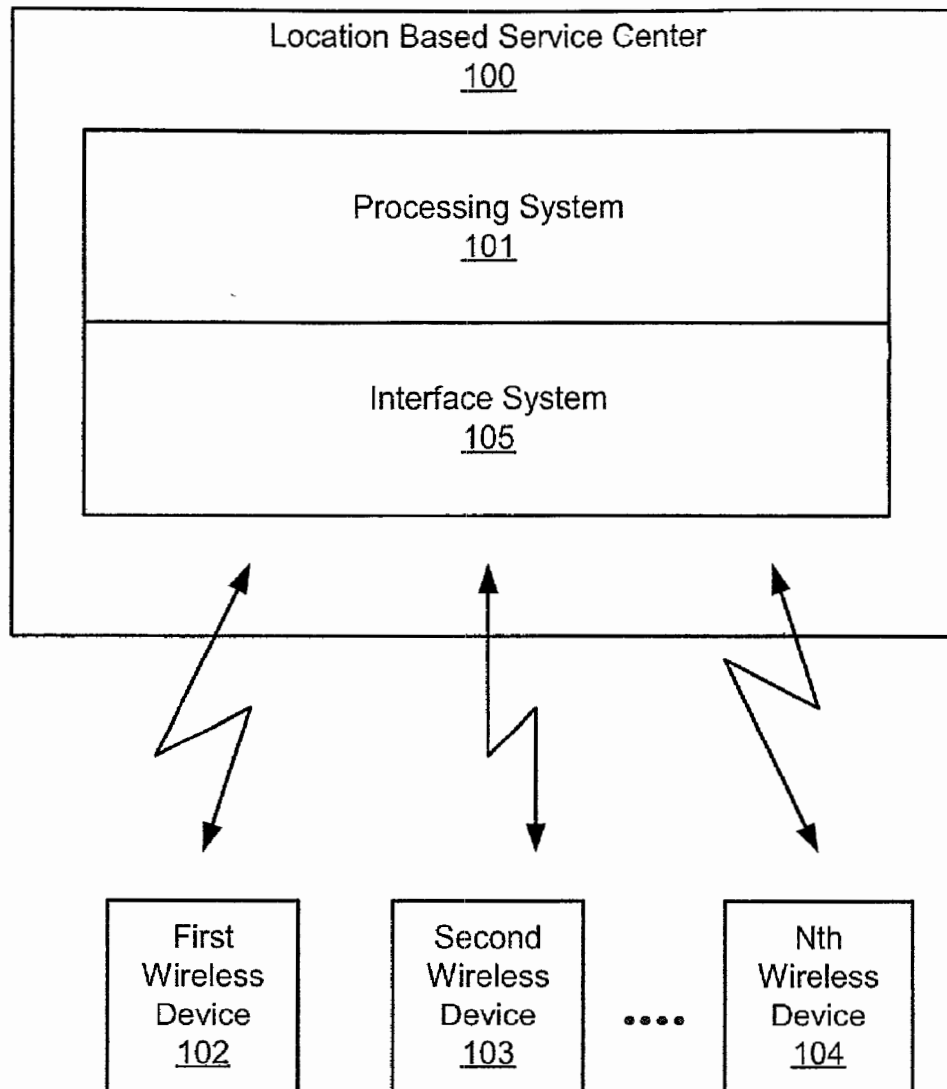 Location Based Service Center
100
Processing System
101
Interface System
105
First
Wireless
Device
102
Second
Wireless
Device
103
....
Nth
Wireless
Device
104